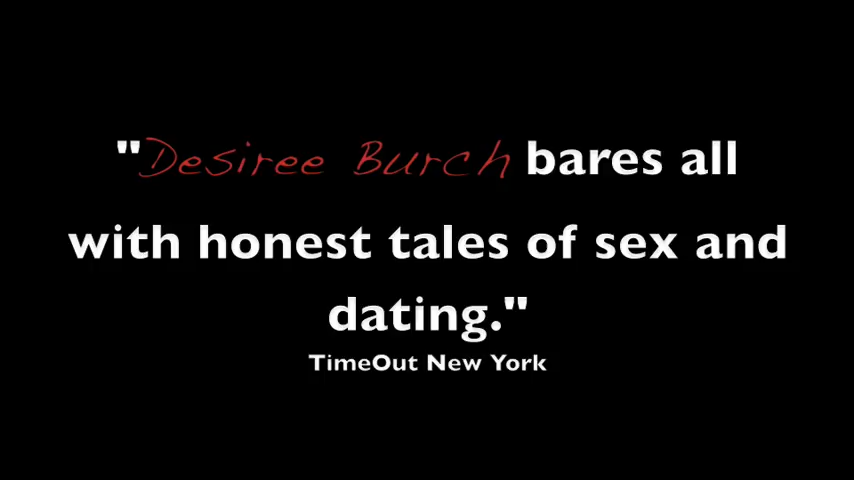 "Desiree Burch bares all
with honest tales of sex and
dating."
TimeOut New York